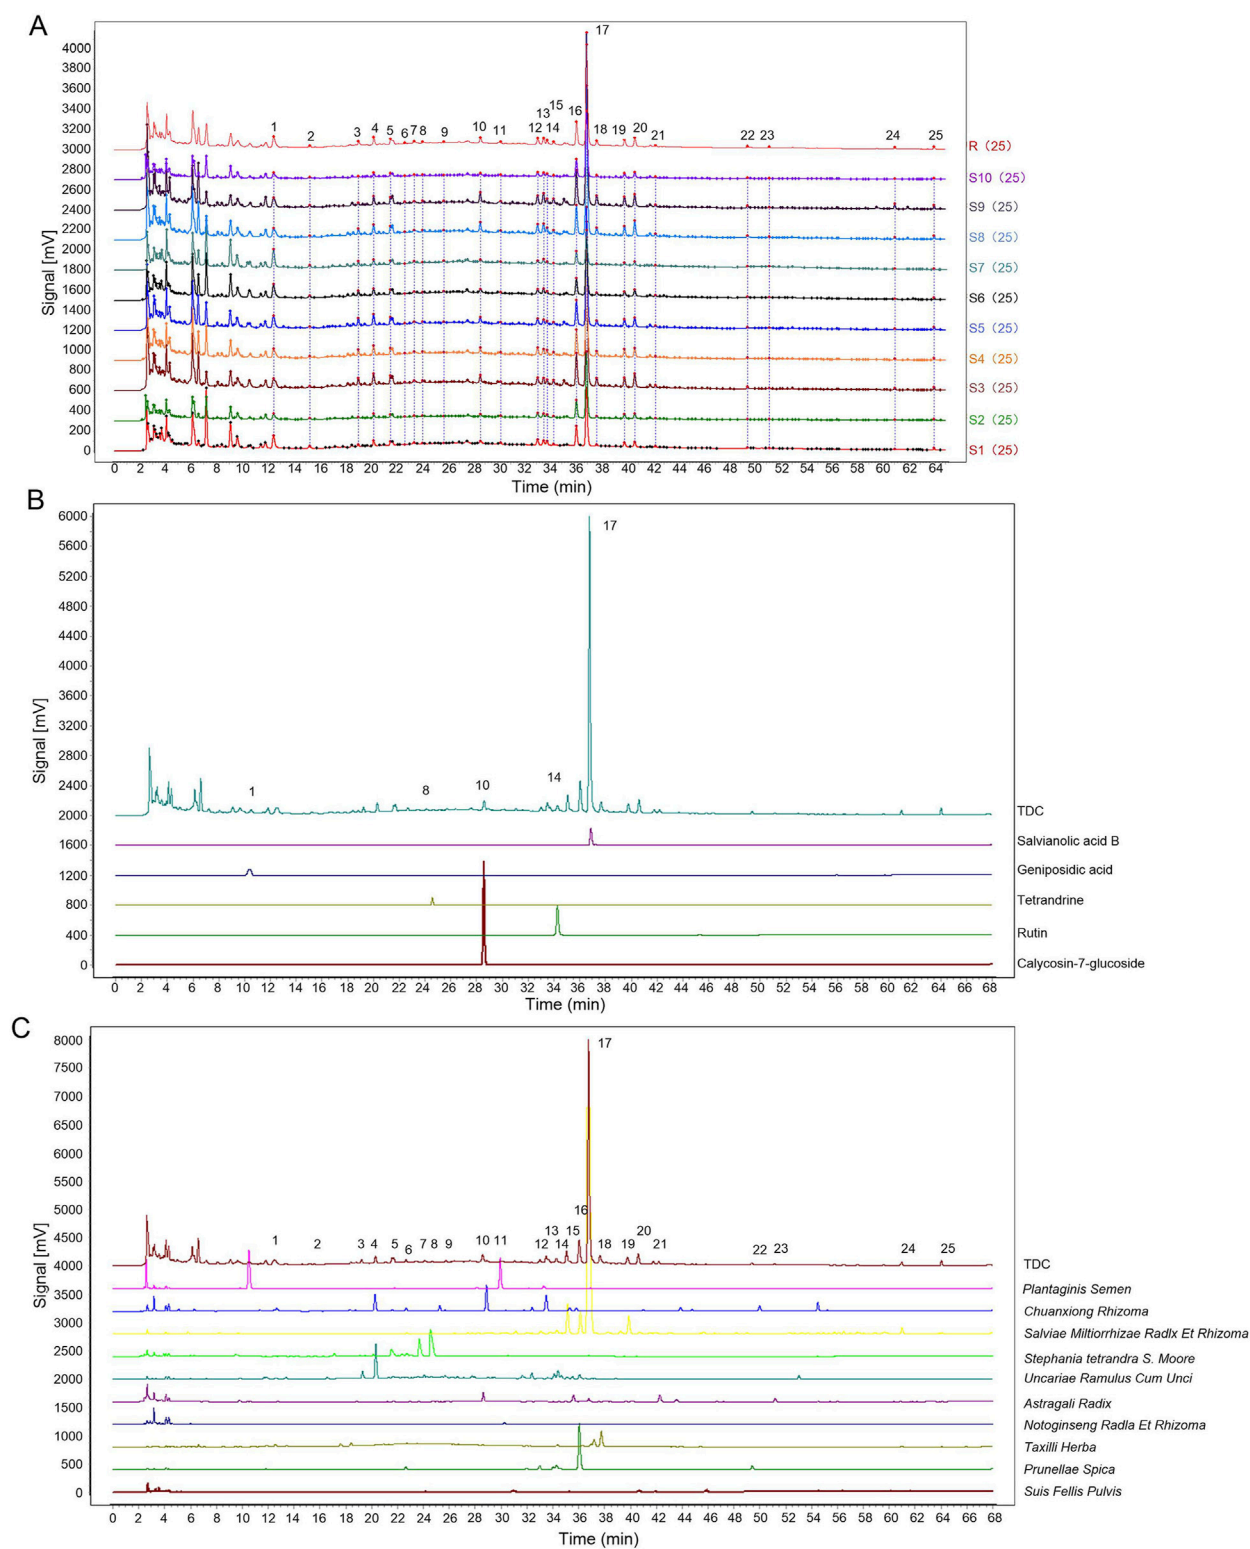 A
17
4000
3800
3600
3400
3200
3000
2800
2600
2400
2200
2000
1800
1600
1400
1200
1000
800
600
400
200
0
Signal [mV]
1 2 3 4 5 6 7 8 9 10 11 12 13 14 15 16 18 19 20 21 22 23 24 25
R (25)
S10 (25)
S9 (25)
S8 (25)
S7 (25)
S6 (25)
S5 (25)
S4 (25)
S3 (25)
S2 (25)
S1 (25)
0 2 4 6 8 10 12 14 16 18 20 22 24 26 28 30 32 34 36 38 40 42 44 46 48 50 52 54 56 58 60 62 64
Time (min)
B
6000
5600
5200
4800
4400
4000
3600
3200
2800
2400
2000
1600
1200
800
400
0
Signal [mV]
17
1 8 10 14
TDC
Salvianolic acid B
Geniposidic acid
Tetrandrine
Rutin
Calycosin-7-glucoside
0 2 4 6 8 10 12 14 16 18 20 22 24 26 28 30 32 34 36 38 40 42 44 46 48 50 52 54 56 58 60 62 64 66 68
Time (min)
C
8000
7500
7000
6500
6000
5500
5000
4500
4000
3500
3000
2500
2000
1500
1000
500
0
Signal [mV]
17
1 2 3 4 5 6 7 8 9 10 11 12 13 14 15 16 18 19 20 21 22 23 24 25
TDC
Plantaginis Semen
Chuanxiong Rhizoma
Salviae Miltiorrhizae Radlx Et Rhizoma
Stephania tetrandra S. Moore
Uncariae Ramulus Cum Unci
Astragali Radix
Notoginseng Radla Et Rhizoma
Taxilli Herba
Prunellae Spica
Suis Fellis Pulvis
0 2 4 6 8 10 12 14 16 18 20 22 24 26 28 30 32 34 36 38 40 42 44 46 48 50 52 54 56 58 60 62 64 66 68
Time (min)